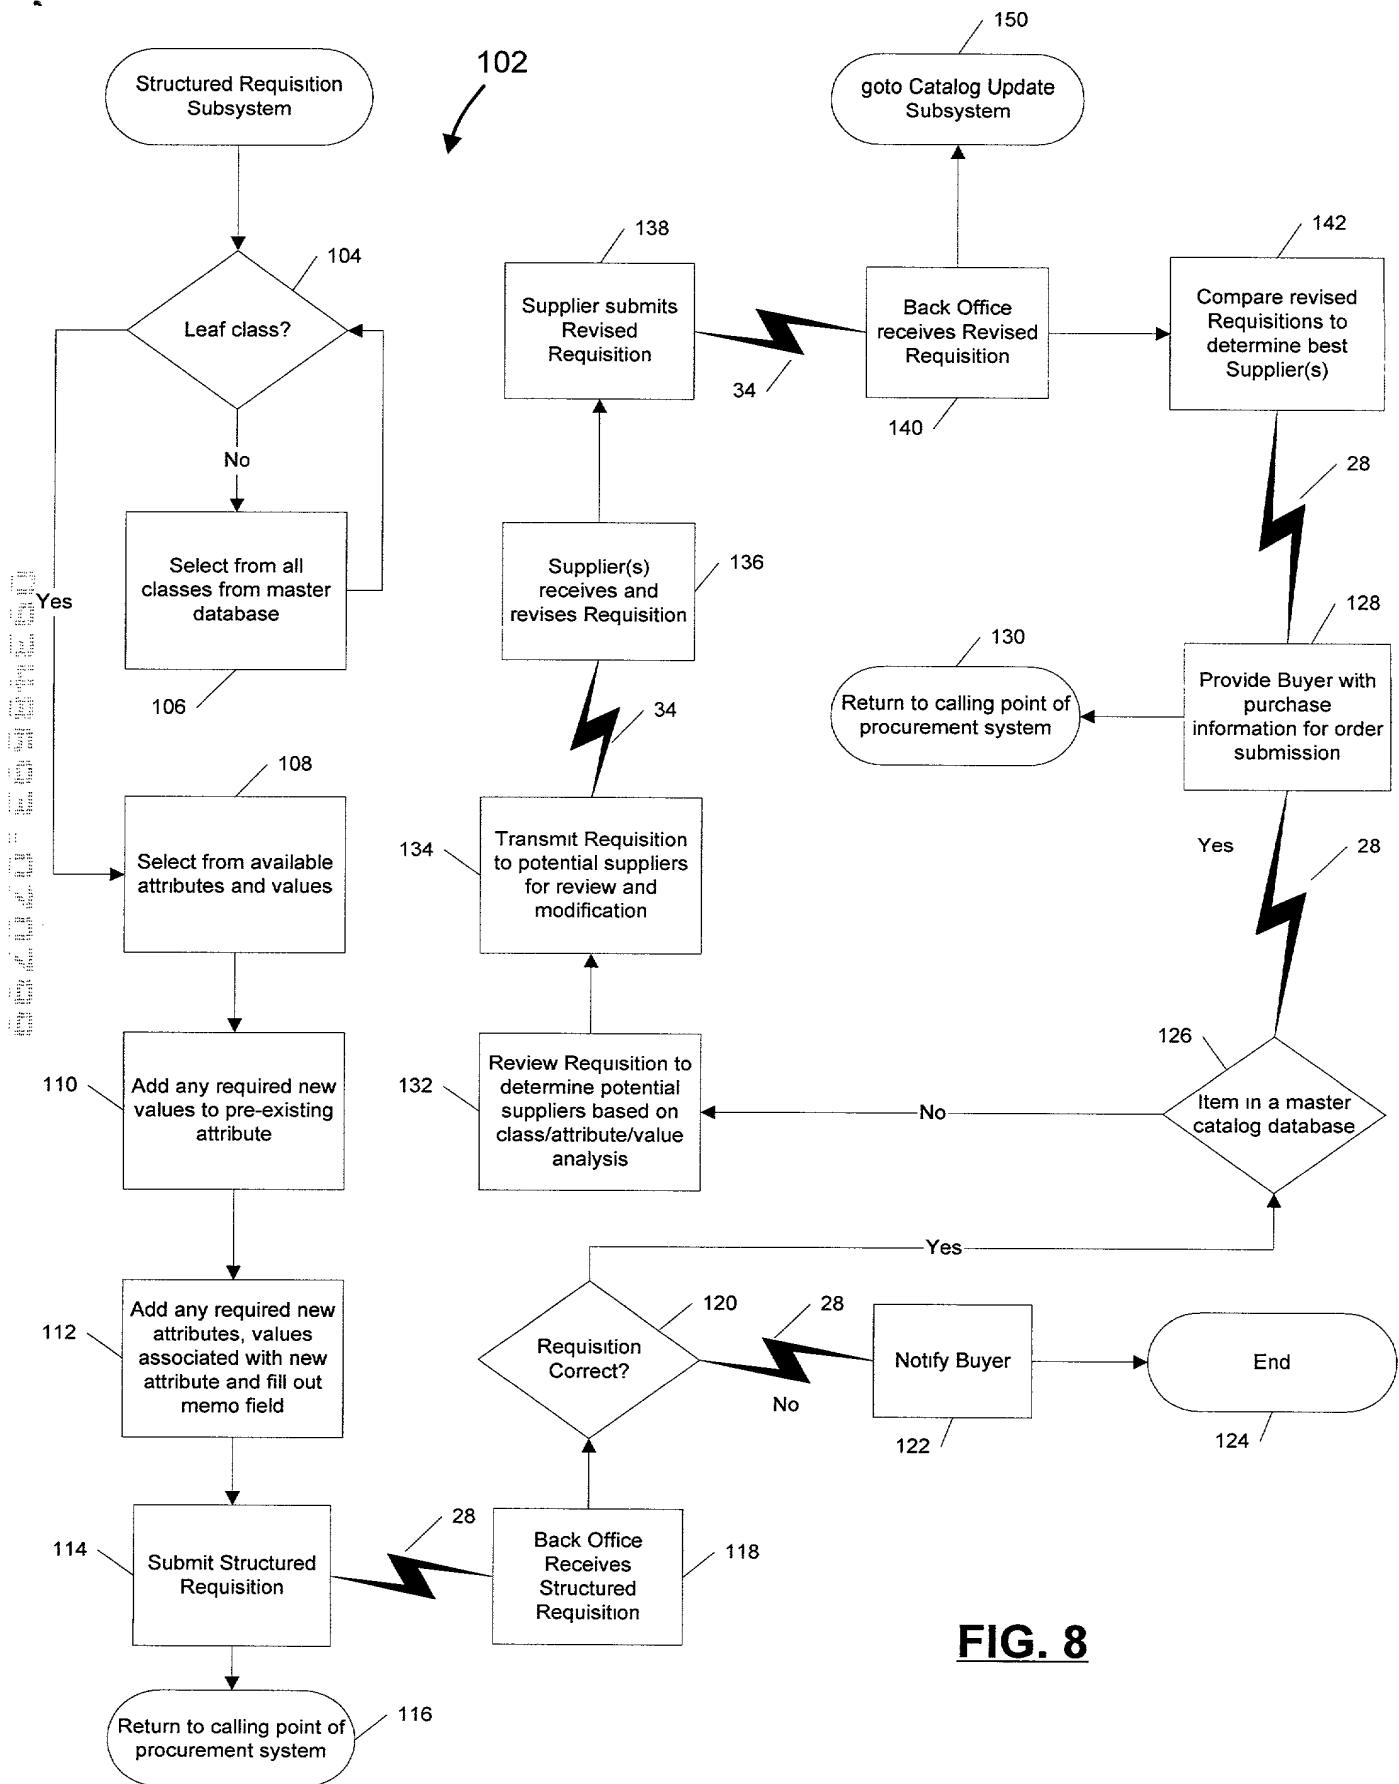 Structured Requisition
Subsystem
102
104
Leaf class?
No
Yes
Select from all
classes from master
database
106
108
Select from available
attributes and values
110
Add any required new
values to pre-existing
attribute
112
Add any required new
attributes, values
associated with new
attribute and fill out
memo field
114
Submit Structured
Requisition
28
116
Return to calling point of
procurement system
Back Office
Receives
Structured
Requisition
118
Requisition
Correct?
120
28
No
Notify Buyer
122
End
124
Yes
126
Item in a master
catalog database
No
Yes
28
132
Review Requisition to
determine potential
suppliers based on
class/attribute/value
analysis
134
Transmit Requisition
to potential suppliers
for review and
modification
34
Supplier(s)
receives and
revises Requisition
136
138
Supplier submits
Revised
Requisition
34
Back Office
receives Revised
Requisition
140
150
goto Catalog Update
Subsystem
142
Compare revised
Requisitions to
determine best
Supplier(s)
28
128
Provide Buyer with
purchase
information for order
submission
130
Return to calling point of
procurement system
FIG. 8